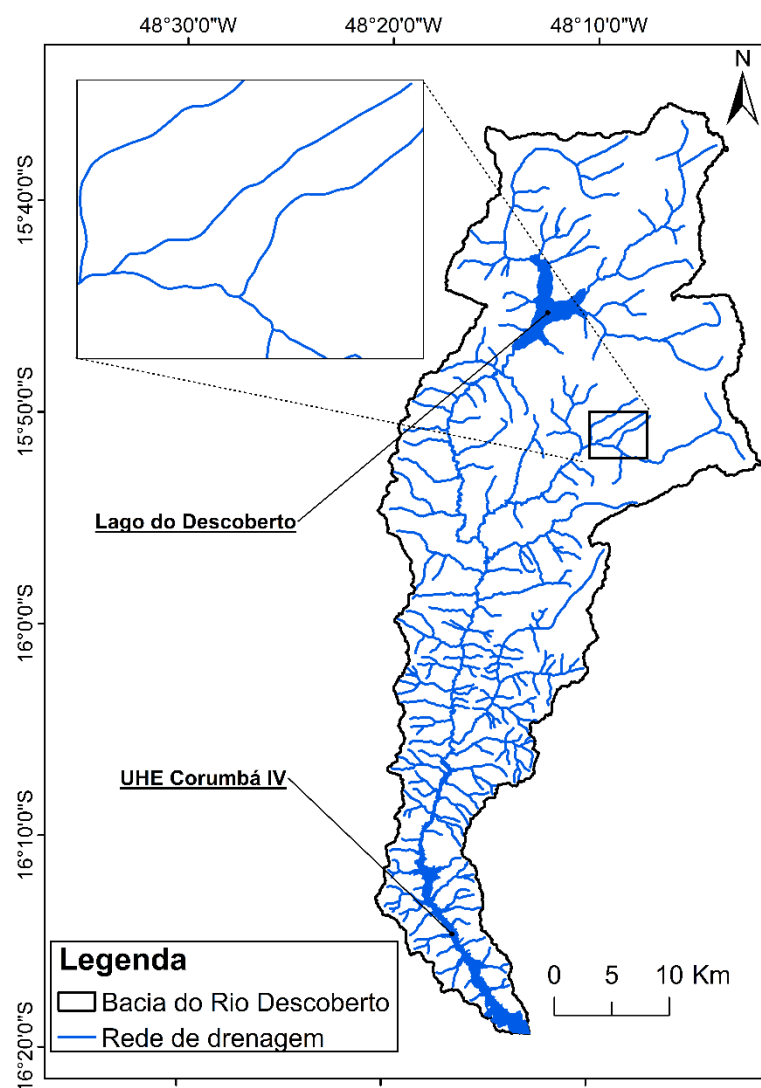 48°30'0"W
48°20'0"W
48°10'0"W
N
15°40'0"S
15°50'0"S
Lago do Descoberto
16°0'0"S
UHE Corumbá IV
16°10'0"S
Legenda
Bacia do Rio Descoberto
Rede de drenagem
0 5 10 Km
16°20'0"S